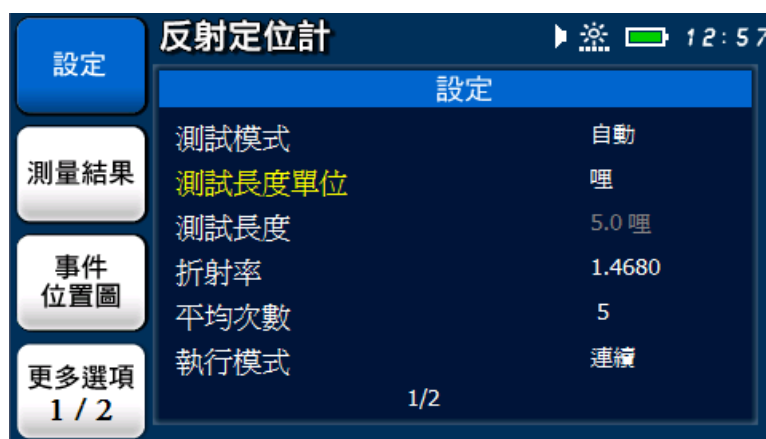 設定
測量結果
事件
位置圖
更多選項
1 / 2
反射定位計
12:57
設定
測試模式 自動
測試長度單位 哩
測試長度 5.0 哩
折射率 1.4680
平均次數 5
執行模式 連續
1/2